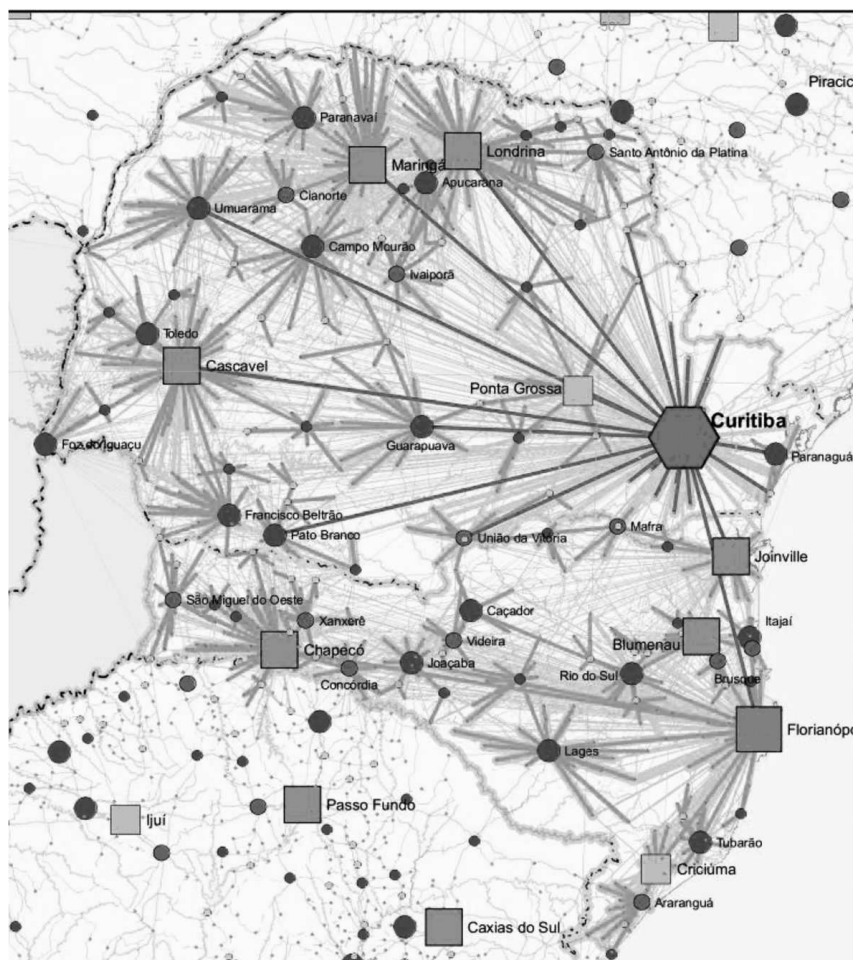 Piracic
Paranavaí
Londrina
Maringá
Santo Antônio da Platina
Apucarana
Cianorte
Umuarama
Campo Mourão
Ivaiporã
Toledo
Cascavel
Ponta Grossa
Curitiba
Guarapuava
Foz do Iguaçu
Paranaguá
Francisco Beltrão
Pato Branco
União da Vitória
Mafra
Joinville
São Miguel do Oeste
Caçador
Xanxerê
Itajaí
Videira
Blumenau
Chapecó
Joaçaba
Concórdia
Rio do Sul
Brusque
Florianópo
Lages
Passo Fundo
Ijuí
Tubarão
Criciúma
Araranguá
Caxias do Sul